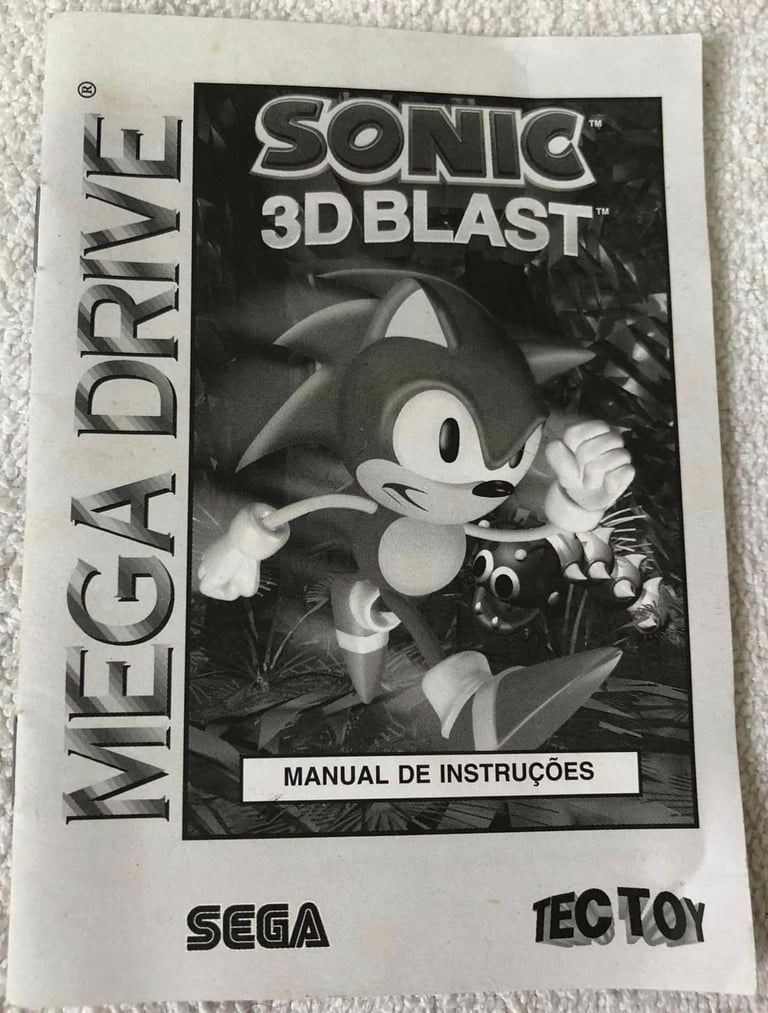 MEGA DRIVE®
SONIC™
3D BLAST™
MANUAL DE INSTRUÇÕES
SEGA
TEC TOY